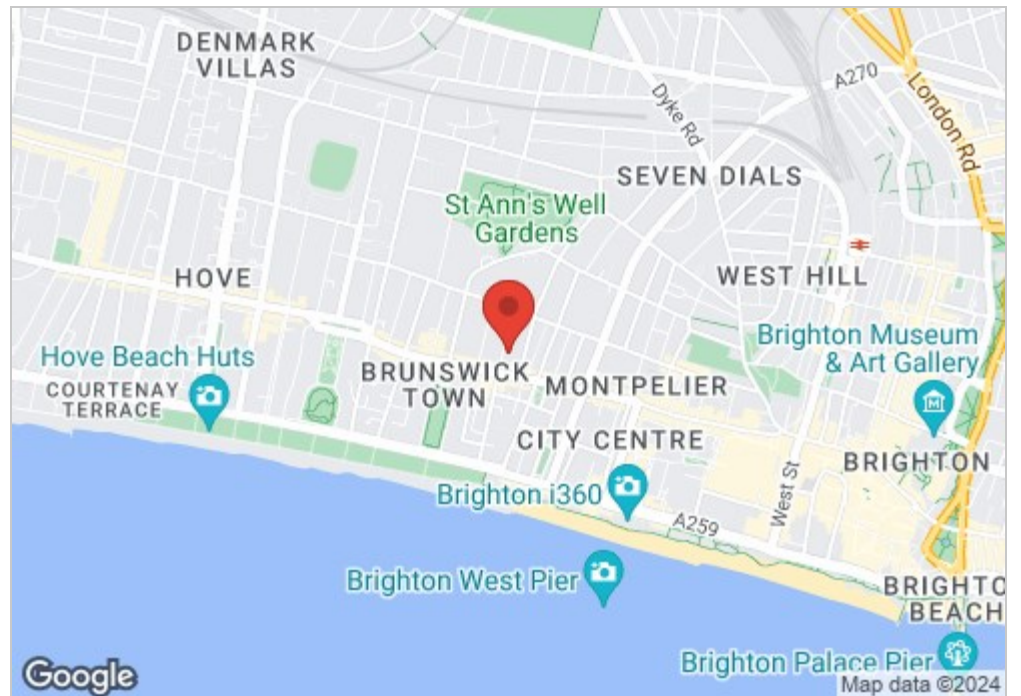 DENMARK
VILLAS
A270
London Rd
Dyke Rd
SEVEN DIALS
St Ann's Well
Gardens
HOVE
WEST HILL
Brighton Museum
& Art Gallery
Hove Beach Huts
COURTENAY
TERRACE
BRUNSWICK
TOWN
MONTPELIER
CITY CENTRE
BRIGHTON
Brighton i360
West St
A259
Brighton West Pier
BRIGHTO
BEACH
Brighton Palace Pier
Google
Map data ©2024